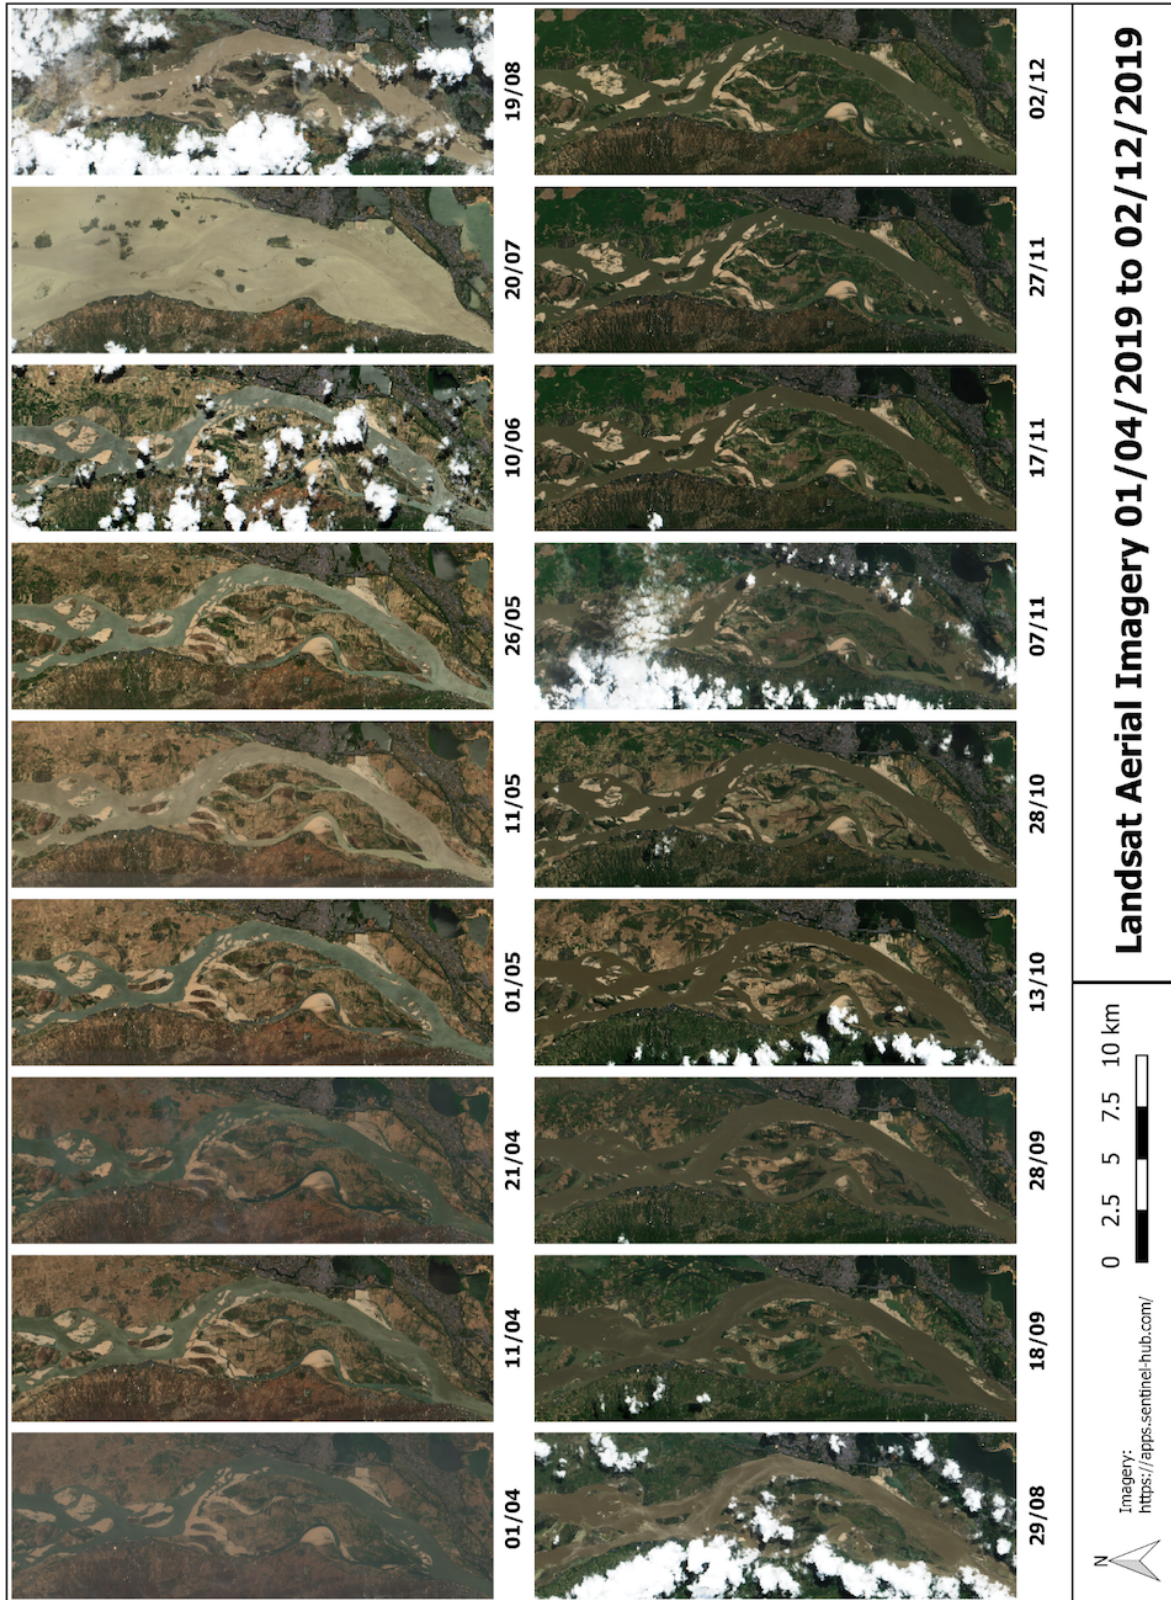 01/04 11/04 21/04 01/05 11/05 26/05 10/06 20/07 19/08
29/08 18/09 28/09 13/10 28/10 07/11 17/11 27/11 02/12
N
Imagery:
https://apps.sentinel-hub.com/
0 2.5 5 7.5 10 km
Landsat Aerial Imagery 01/04/2019 to 02/12/2019